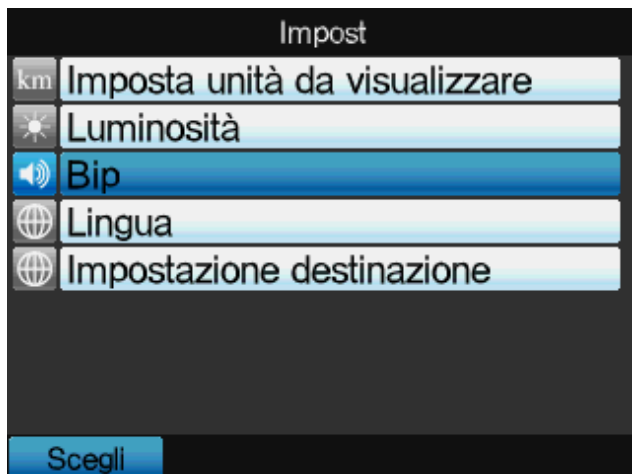 Impost
km Imposta unità da visualizzare
Luminosità
Bip
Lingua
Impostazione destinazione
Scegli